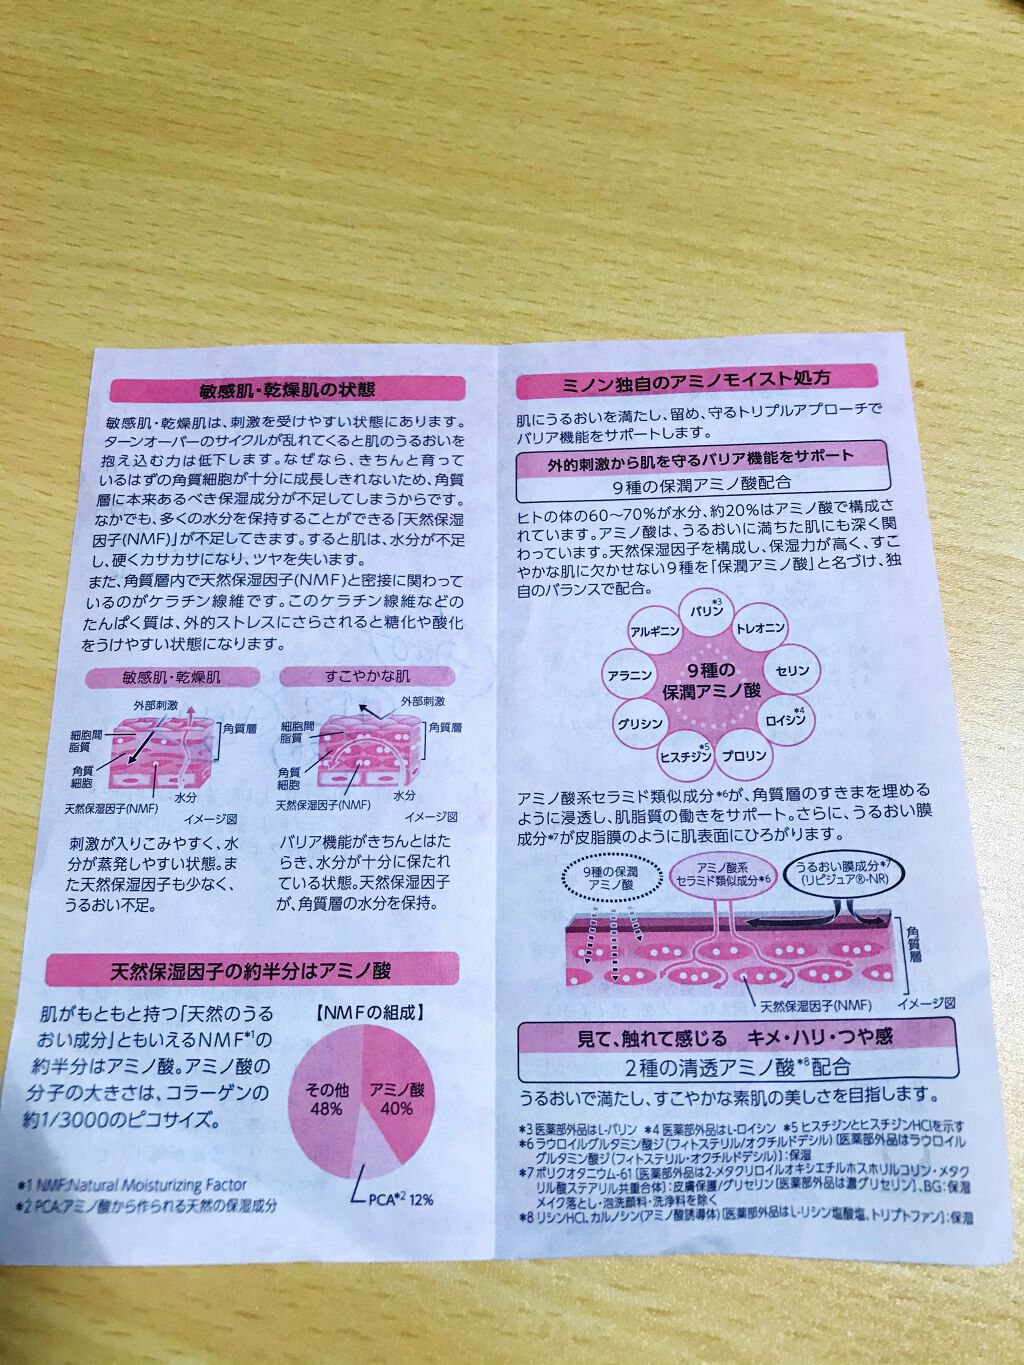 敏感肌・乾燥肌の状態
敏感肌・乾燥肌は、刺激を受けやすい状態にあります。
ターンオーバーのサイクルが乱れてくると肌のうるおいを
抱え込む力は低下します。なぜなら、きちんと育って
いるはずの角質細胞が十分に成長しきれないため、角質
層に本来あるべき保湿成分が不足してしまうからです。
なかでも、多くの水分を保持することができる「天然保湿
因子(NMF)」が不足してきます。すると肌は、水分が不足
し、硬くカサカサになり、ツヤを失います。
また、角質層内で天然保湿因子(NMF)と密接に関わって
いるのがケラチン線維です。このケラチン線維などの
たんぱく質は、外的ストレスにさらされると糖化や酸化
をうけやすい状態になります。
敏感肌・乾燥肌
外部刺激
細胞間
脂質
角質層
角質
細胞
水分
天然保湿因子(NMF)
イメージ図
刺激が入りこみやすく、水
分が蒸発しやすい状態。ま
た天然保湿因子も少なく、
うるおい不足。
すこやかな肌
外部刺激
細胞間
脂質
角質層
角質
細胞
水分
天然保湿因子(NMF)
イメージ図
バリア機能がきちんとはた
らき、水分が十分に保たれ
ている状態。天然保湿因子
が、角質層の水分を保持。
天然保湿因子の約半分はアミノ酸
肌がもともと持つ「天然のうる
おい成分」ともいえるNMF*1の
約半分はアミノ酸。アミノ酸の
分子の大きさは、コラーゲンの
約1/3000のピコサイズ。
【NMFの組成】
その他
48%
アミノ酸
40%
PCA*2 12%
*1 NMF:Natural Moisturizing Factor
*2 PCA:アミノ酸から作られる天然の保湿成分
ミノン独自のアミノモイスト処方
肌にうるおいを満たし、留め、守るトリプルアプローチで
バリア機能をサポートします。
外的刺激から肌を守るバリア機能をサポート
9種の保潤アミノ酸配合
ヒトの体の60～70%が水分、約20%はアミノ酸で構成さ
れています。アミノ酸は、うるおいに満ちた肌にも深く関
わっています。天然保湿因子を構成し、保湿力が高く、すこ
やかな肌に欠かせない9種を「保潤アミノ酸」と名づけ、独
自のバランスで配合。
バリン*3
トレオニン
セリン
ロイシン*4
プロリン
ヒスチジン*5
グリシン
アラニン
アルギニン
9種の
保潤アミノ酸
アミノ酸系セラミド類似成分*6が、角質層のすきまを埋める
ように浸透し、肌脂質の働きをサポート。さらに、うるおい膜
成分*7が皮脂膜のように肌表面にひろがります。
9種の保潤
アミノ酸
アミノ酸系
セラミド類似成分*6
うるおい膜成分*7
(リピジュア®-NR)
角質層
天然保湿因子(NMF)
イメージ図
見て、触れて感じる キメ・ハリ・つや感
2種の清透アミノ酸*8配合
うるおいで満たし、すこやかな素肌の美しさを目指します。
*3 医薬部外品はL-バリン *4 医薬部外品はL-ロイシン *5 ヒスチジンとヒスチジンHClを示す
*6 ラウロイルグルタミン酸ジ(フィトステリル/オクチルドデシル)〔医薬部外品はラウロイル
グルタミン酸ジ(フィトステリル・オクチルドデシル)〕:保湿
*7 ポリクオタニウム-61〔医薬部外品は2-メタクリロイルオキシエチルホスホリルコリン・メタク
リル酸ステアリル共重合体〕:皮膚保護/グリセリン〔医薬部外品は濃グリセリン〕、BG:保湿
メイク落とし・泡洗顔料・洗浄料を除く
*8 リシンHCl、カルノシン(アミノ酸誘導体)〔医薬部外品はL-リシン塩酸塩、トリプトファン〕:保湿